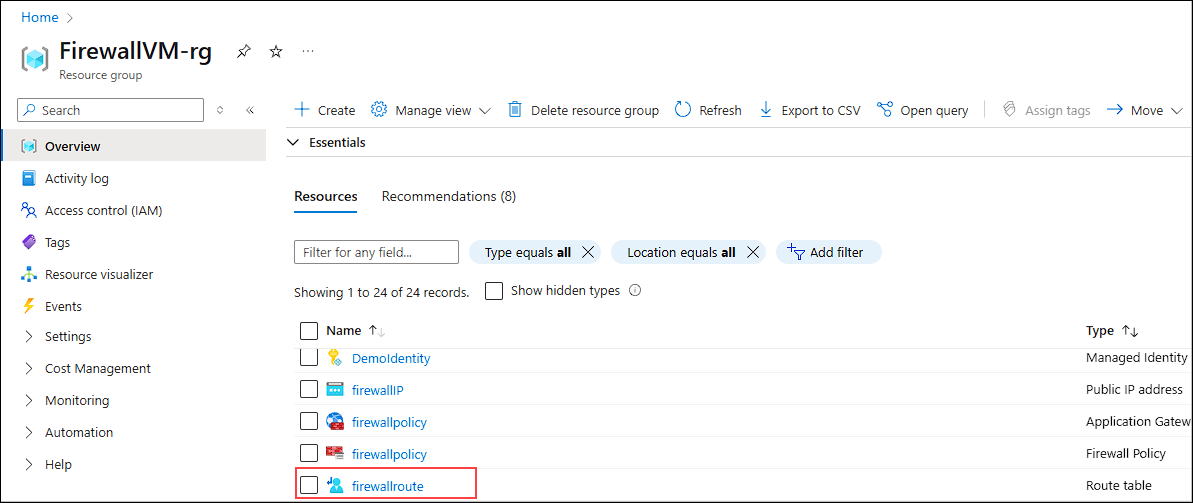 Home
FirewallVM-rg
Resource group
Search
Create
Manage view
Delete resource group
Refresh
Export to CSV
Open query
Assign tags
Move
Essentials
Overview
Activity log
Access control (IAM)
Tags
Resource visualizer
Events
Settings
Cost Management
Monitoring
Automation
Help
Resources Recommendations (8)
Filter for any field... Type equals all Location equals all Add filter
Showing 1 to 24 of 24 records. Show hidden types
Name Type
DemoIdentity Managed Identity
firewallIP Public IP address
firewallpolicy Application Gatew
firewallpolicy Firewall Policy
firewallroute Route table